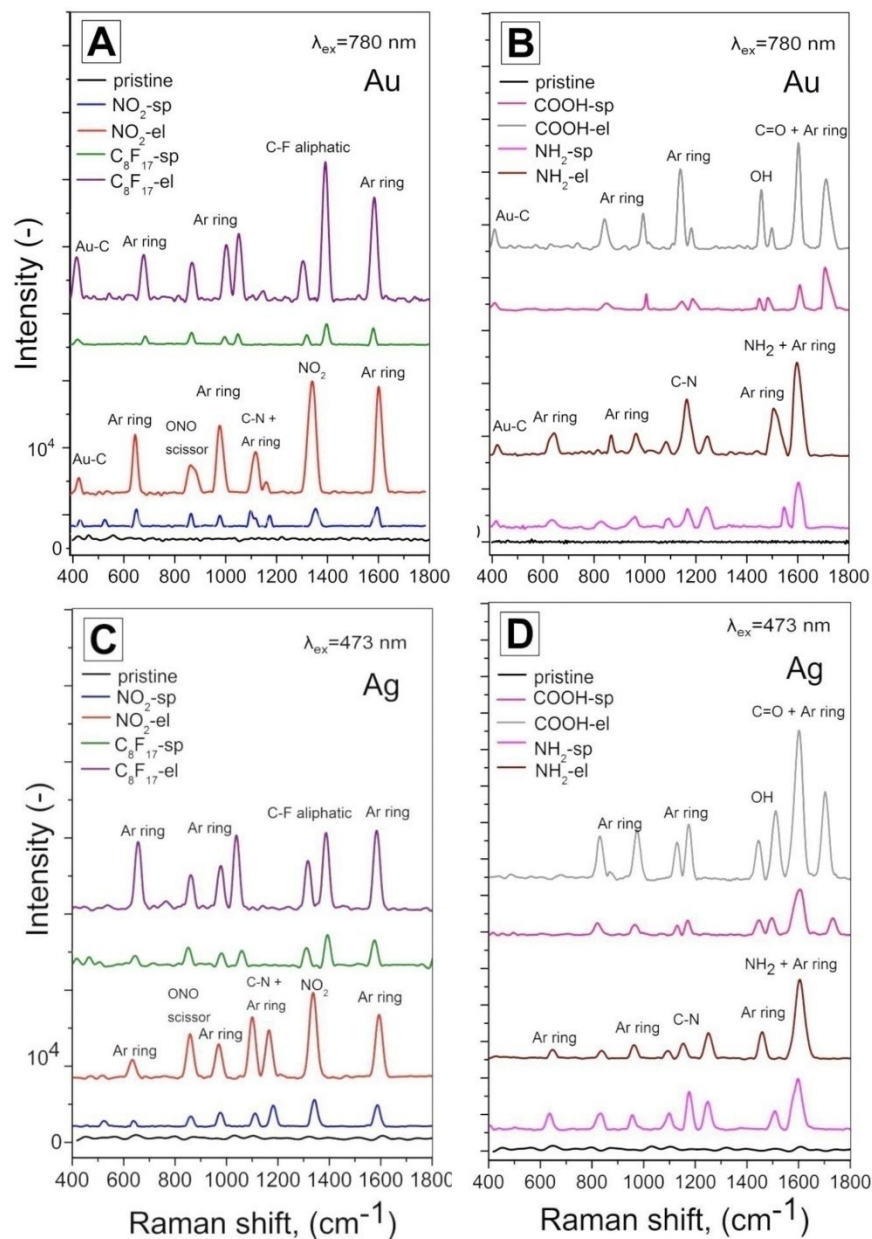 A
λex=780 nm
Au
pristine
NO2-sp
NO2-el
C8F17-sp
C8F17-el
C-F aliphatic
Ar ring
Au-C
Ar ring
Ar ring
NO2
Ar ring
Ar ring
Ar ring
ONO
scissor
C-N +
Ar ring
Au-C
10^4
0
Intensity (-)
400 600 800 1000 1200 1400 1600 1800
B
λex=780 nm
Au
pristine
COOH-sp
COOH-el
NH2-sp
NH2-el
C=O + Ar ring
Ar ring
OH
Ar ring
Au-C
NH2 + Ar ring
C-N
Ar ring
Ar ring
Ar ring
Au-C
)
400 600 800 1000 1200 1400 1600 1800
C
λex=473 nm
Ag
pristine
NO2-sp
NO2-el
C8F17-sp
C8F17-el
C-F aliphatic
Ar ring
Ar ring
Ar ring
C-N +
NO2
ONO
scissor
Ar ring
Ar ring
Ar ring
Ar ring
10^4
0
Intensity (-)
400 600 800 1000 1200 1400 1600 1800
Raman shift, (cm-1)
D
λex=473 nm
Ag
pristine
COOH-sp
COOH-el
NH2-sp
NH2-el
C=O + Ar ring
OH
Ar ring
Ar ring
NH2 + Ar ring
Ar ring
Ar ring
C-N
Ar ring
400 600 800 1000 1200 1400 1600 1800
Raman shift, (cm-1)